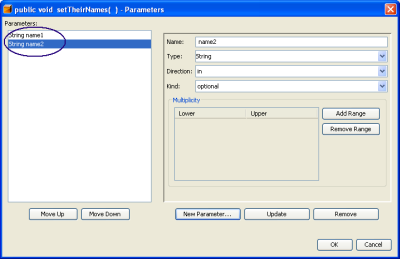 public void setTheirNames( ) - Parameters
Parameters:
String name1
String name2
Name: name2
Type: String
Direction: in
Kind: optional
Multiplicity
Lower Upper
Add Range
Remove Range
Move Up Move Down New Parameter... Update Remove
OK Cancel